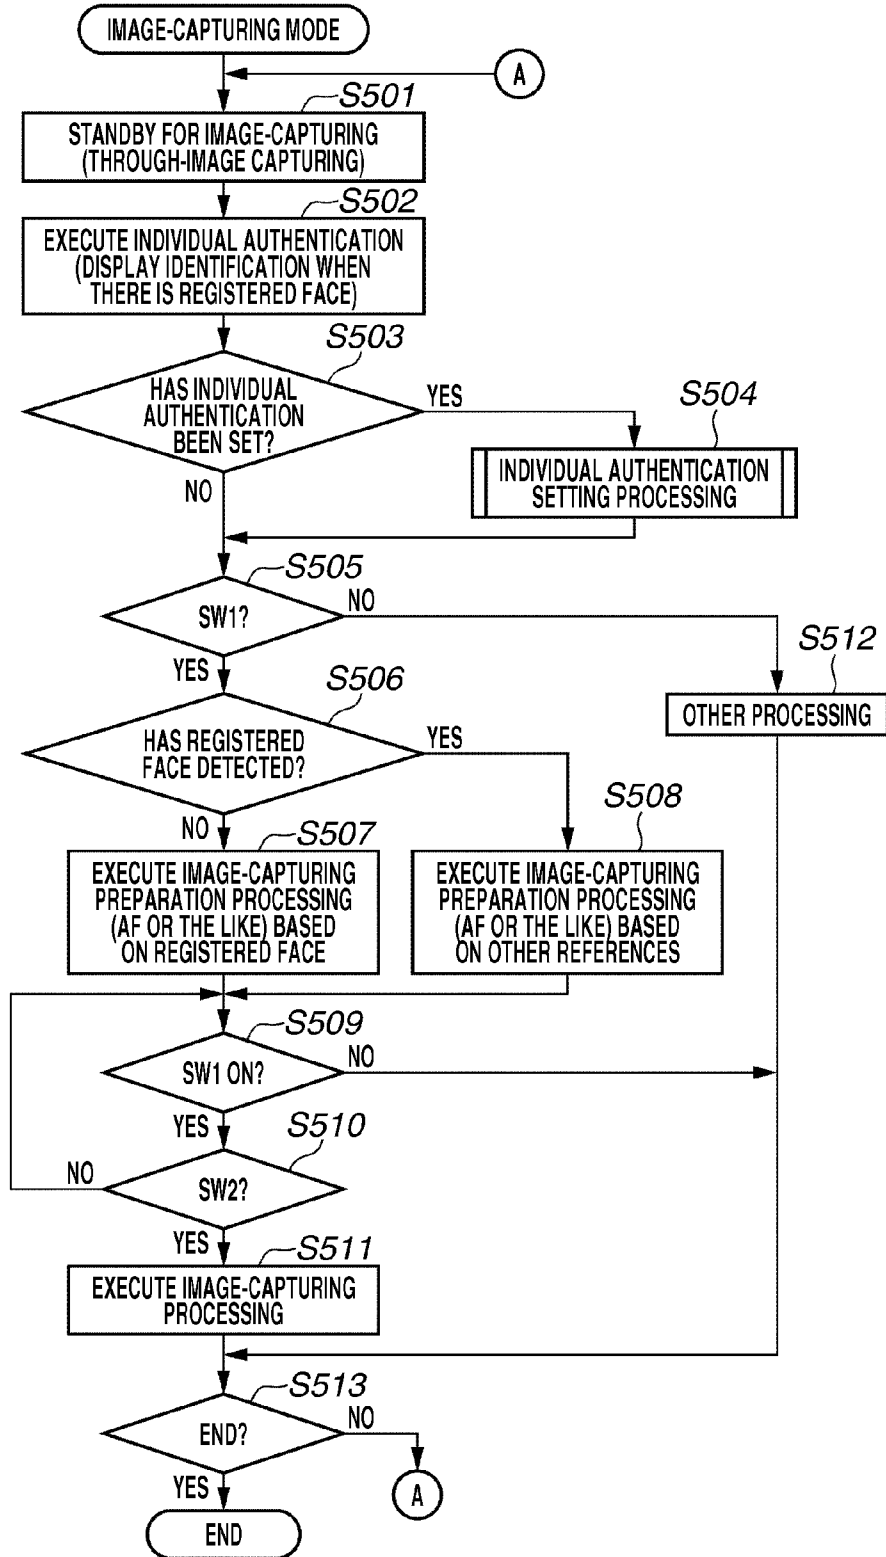 IMAGE-CAPTURING MODE
A
S501
STANDBY FOR IMAGE-CAPTURING
(THROUGH-IMAGE CAPTURING)
S502
EXECUTE INDIVIDUAL AUTHENTICATION
(DISPLAY IDENTIFICATION WHEN
THERE IS REGISTERED FACE)
S503
HAS INDIVIDUAL
AUTHENTICATION
BEEN SET?
YES
NO
S504
INDIVIDUAL AUTHENTICATION
SETTING PROCESSING
S505
SW1?
NO
YES
S512
OTHER PROCESSING
S506
HAS REGISTERED
FACE DETECTED?
YES
NO
S507
EXECUTE IMAGE-CAPTURING
PREPARATION PROCESSING
(AF OR THE LIKE) BASED
ON REGISTERED FACE
S508
EXECUTE IMAGE-CAPTURING
PREPARATION PROCESSING
(AF OR THE LIKE) BASED
ON OTHER REFERENCES
S509
SW1 ON?
NO
YES
S510
SW2?
NO
YES
S511
EXECUTE IMAGE-CAPTURING
PROCESSING
S513
END?
NO
YES
A
END